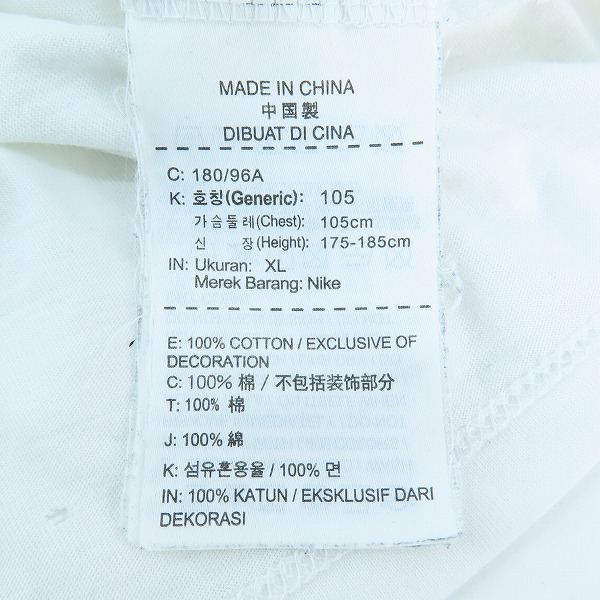 MADE IN CHINA
中国製
DIBUAT DI CINA
C: 180/96A
K: 호칭(Generic): 105
가슴둘레(Chest): 105cm
신 장(Height): 175-185cm
IN: Ukuran: XL
Merek Barang: Nike
E: 100% COTTON / EXCLUSIVE OF
DECORATION
C: 100% 棉 / 不包括装饰部分
T: 100% 棉
J: 100% 綿
K: 섬유혼용율 / 100% 면
IN: 100% KATUN / EKSKLUSIF DARI
DEKORASI